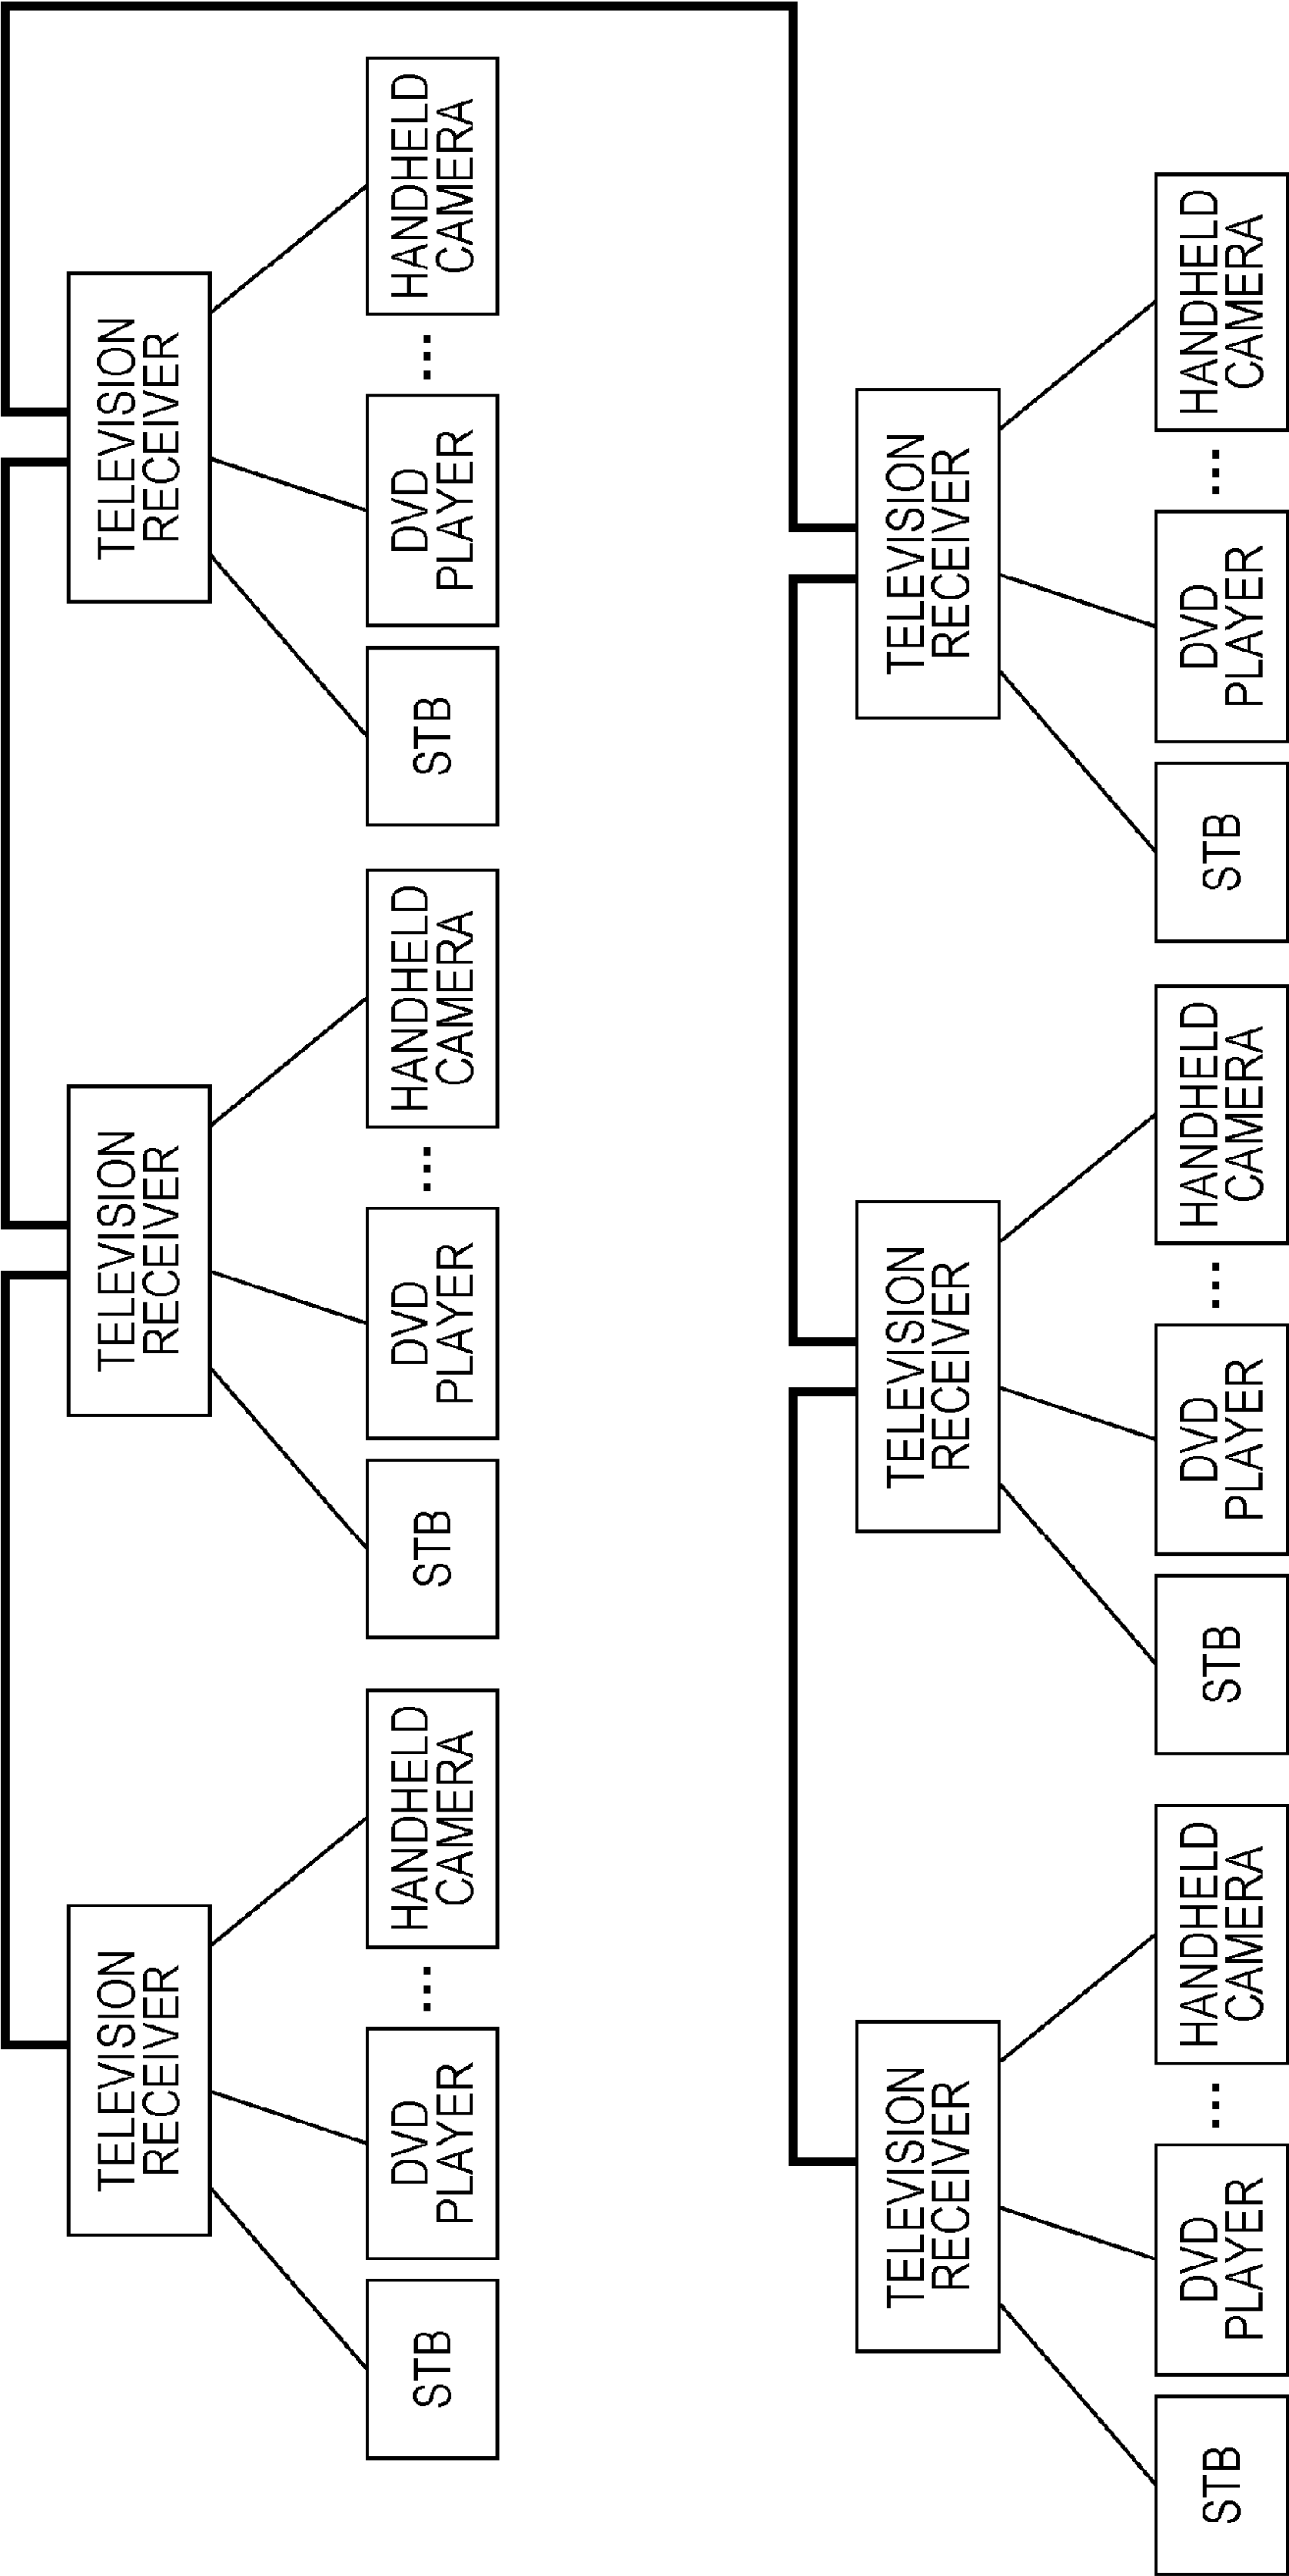 TELEVISION
RECEIVER
TELEVISION
RECEIVER
TELEVISION
RECEIVER
STB
DVD
PLAYER
...
HANDHELD
CAMERA
STB
DVD
PLAYER
...
HANDHELD
CAMERA
STB
DVD
PLAYER
...
HANDHELD
CAMERA
TELEVISION
RECEIVER
TELEVISION
RECEIVER
TELEVISION
RECEIVER
STB
DVD
PLAYER
...
HANDHELD
CAMERA
STB
DVD
PLAYER
...
HANDHELD
CAMERA
STB
DVD
PLAYER
...
HANDHELD
CAMERA